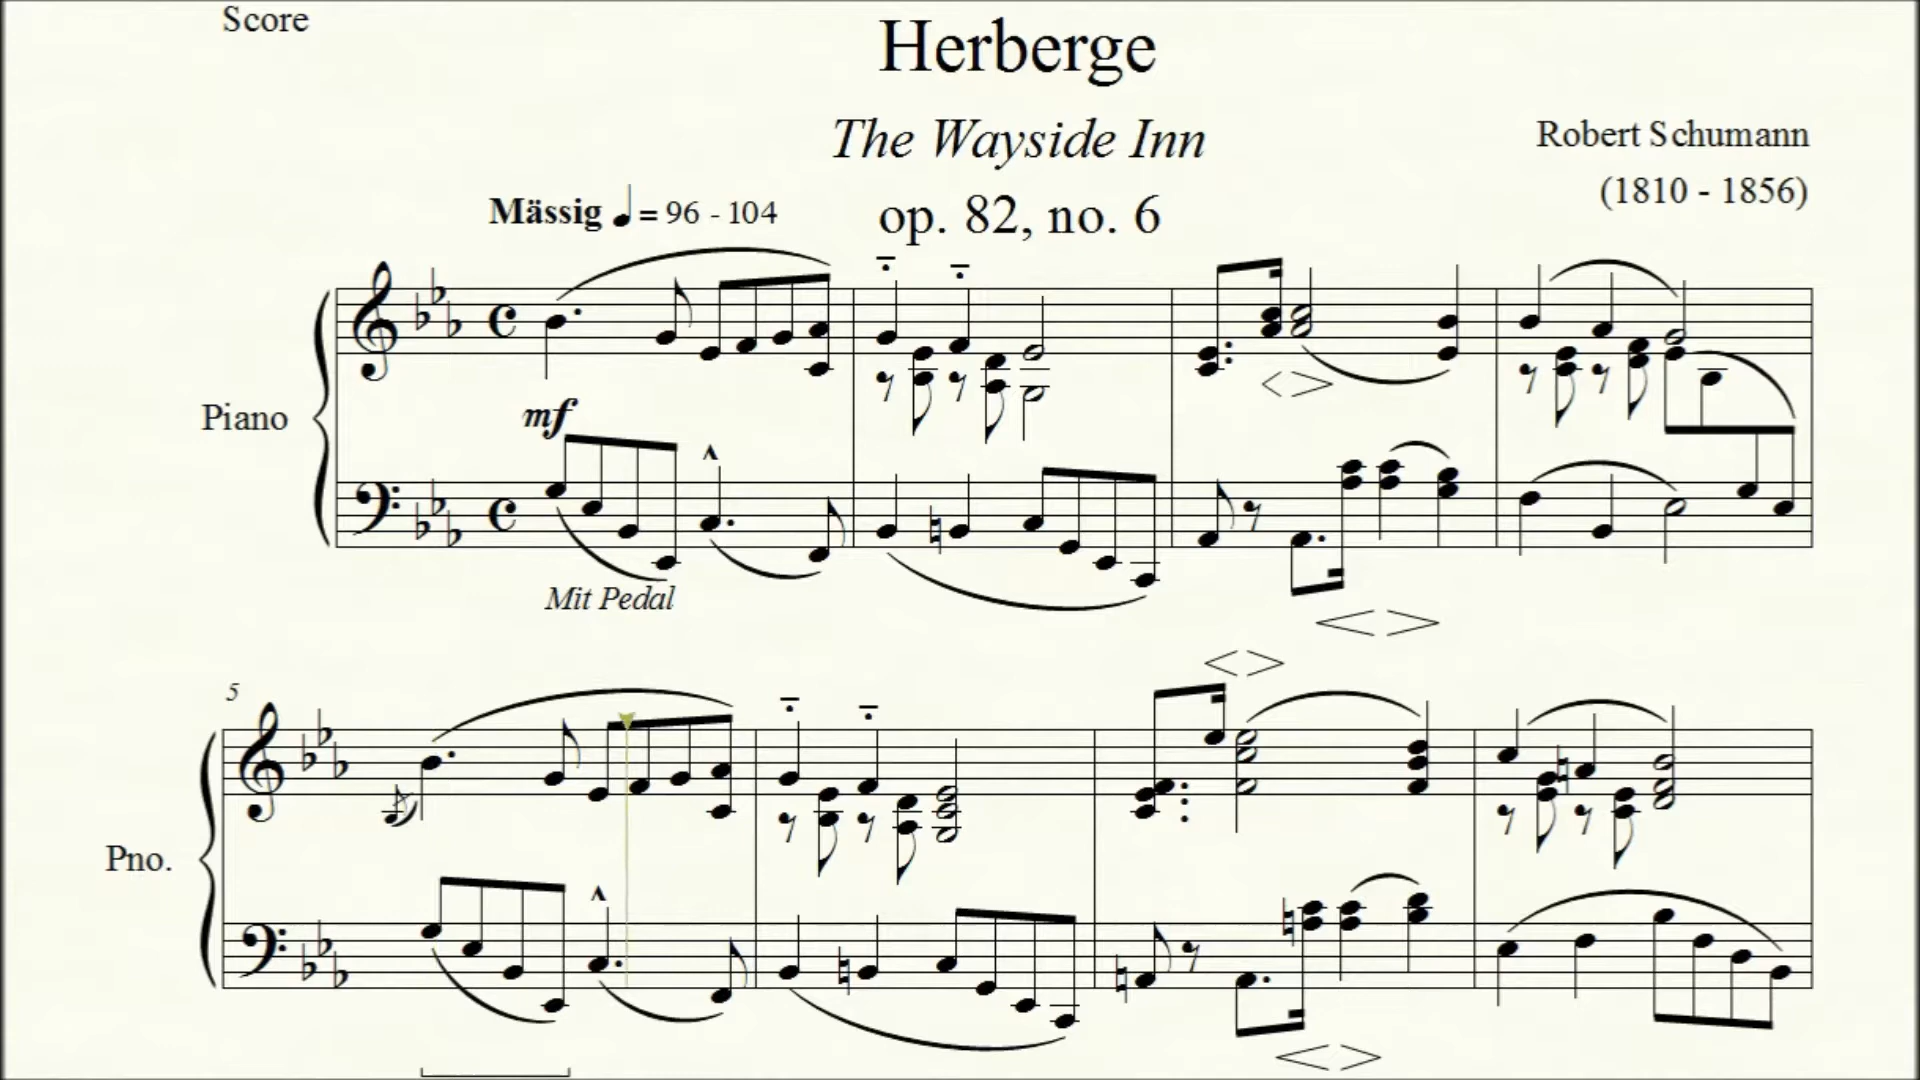 Score
Herberge
The Wayside Inn
Robert Schumann
(1810 - 1856)
Mässig ♩ = 96 - 104
op. 82, no. 6
Piano
mf
Mit Pedal
5
Pno.